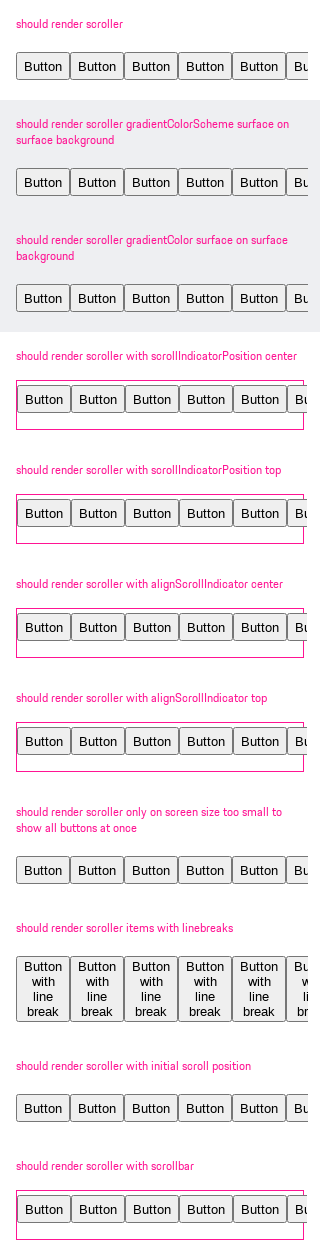 should render scroller
Button Button Button Button Button Bu
should render scroller gradientColorScheme surface on
surface background
Button Button Button Button Button Bu
should render scroller gradientColor surface on surface
background
Button Button Button Button Button Bu
should render scroller with scrollIndicatorPosition center
Button Button Button Button Button Bu
should render scroller with scrollIndicatorPosition top
Button Button Button Button Button Bu
should render scroller with alignScrollIndicator center
Button Button Button Button Button Bu
should render scroller with alignScrollIndicator top
Button Button Button Button Button Bu
should render scroller only on screen size too small to
show all buttons at once
Button Button Button Button Button Bu
should render scroller items with linebreaks
Button Button Button Button Button Bu
with with with with with w
line line line line line li
break break break break break br
should render scroller with initial scroll position
Button Button Button Button Button Bu
should render scroller with scrollbar
Button Button Button Button Button Bu